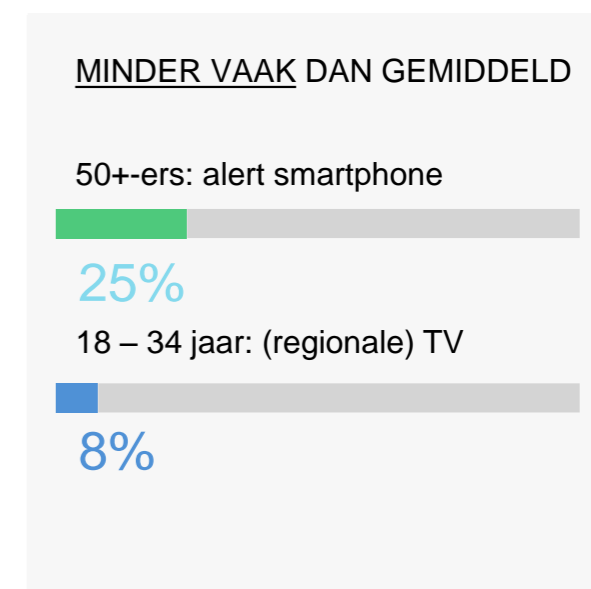 MINDER VAAK DAN GEMIDDELD
50+-ers: alert smartphone
25%
18 – 34 jaar: (regionale) TV
8%